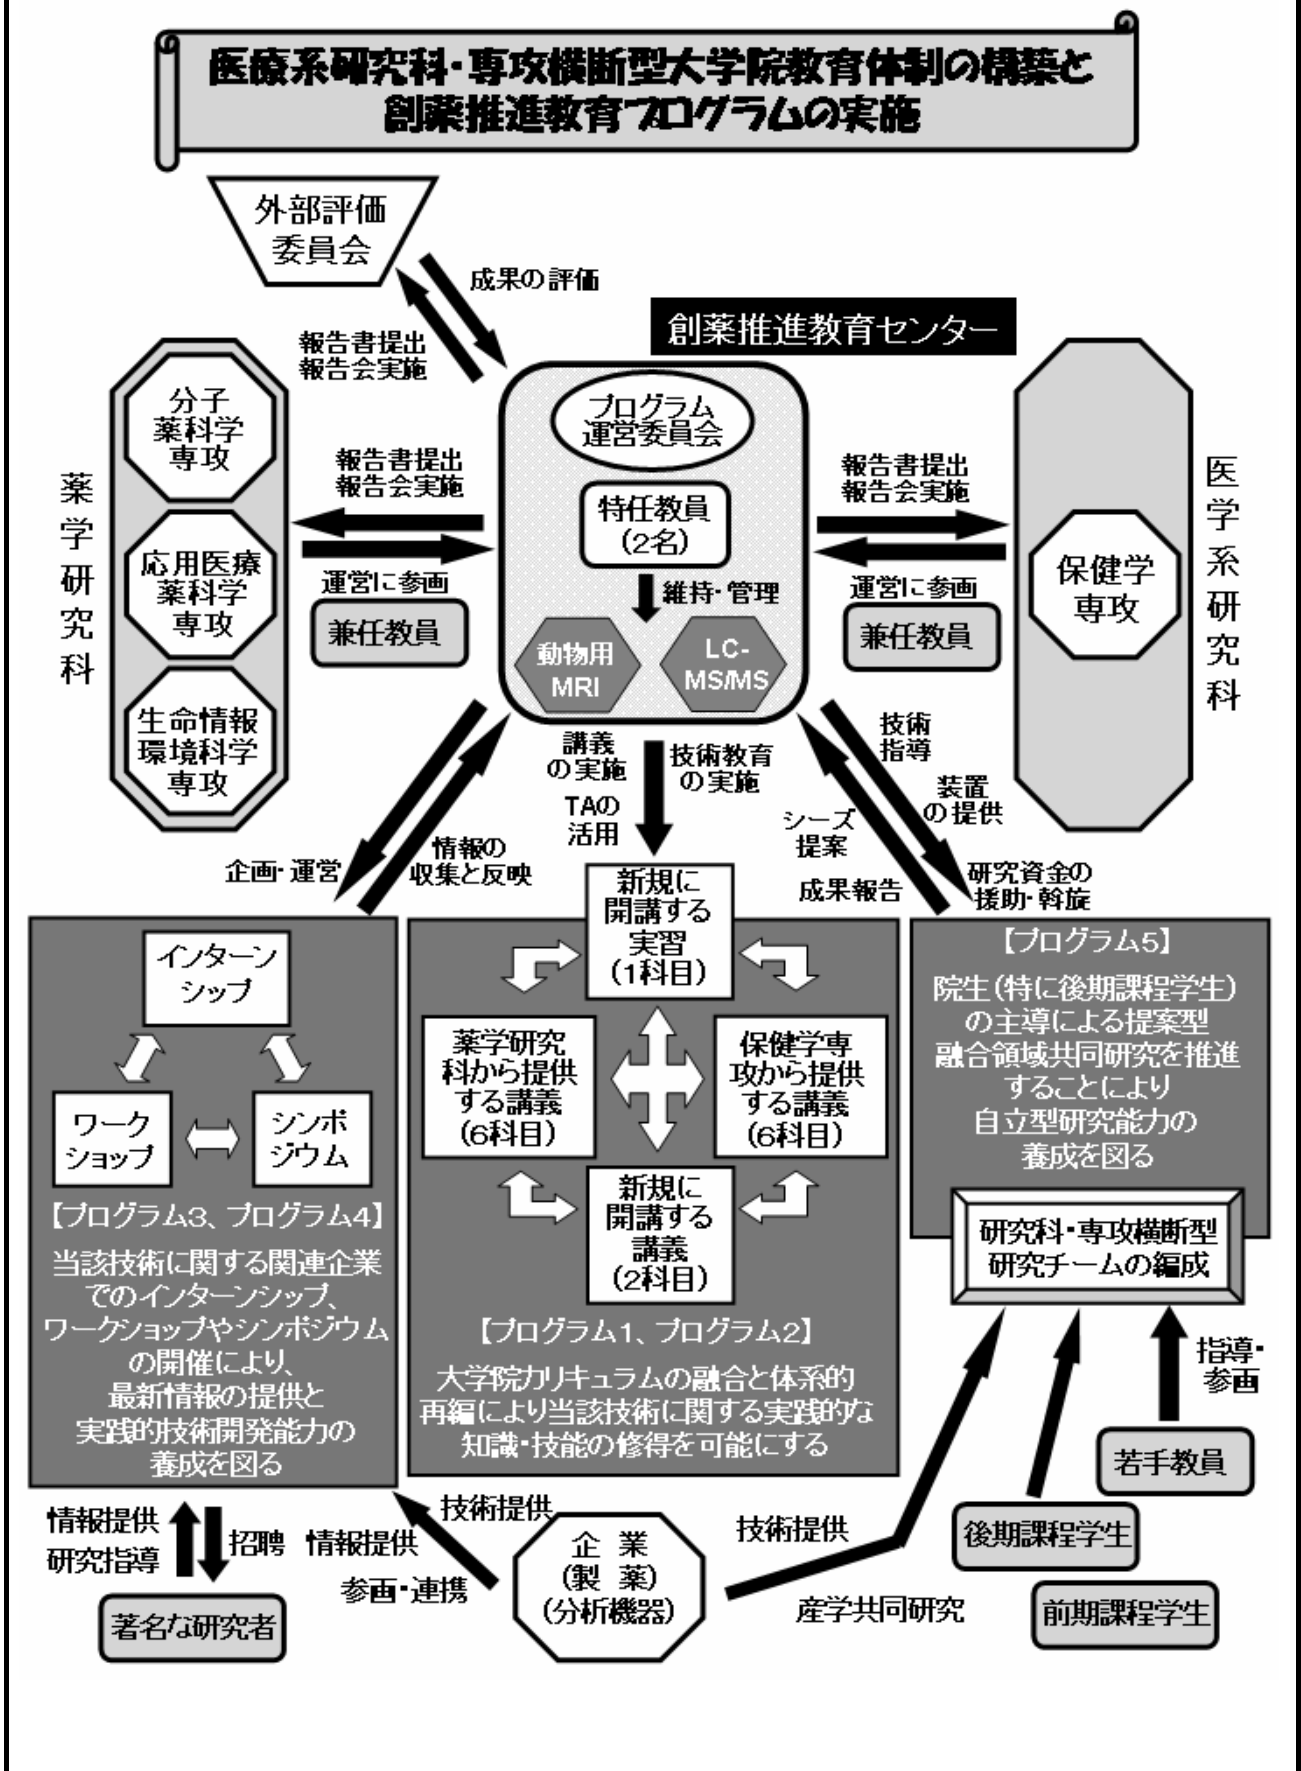 医療系研究科・専攻横断型大学院教育体制の構築と
創薬推進教育プログラムの実施
外部評価
委員会
成果の評価
報告書提出
報告会実施
創薬推進教育センター
プログラム
運営委員会
特任教員
(2名)
維持・管理
動物用
MRI
LC-
MS/MS
薬学研究科
分子
薬科学
専攻
応用医療
薬科学
専攻
生命情報
環境科学
専攻
報告書提出
報告会実施
運営に参画
兼任教員
報告書提出
報告会実施
運営に参画
兼任教員
保健学
専攻
医学系研究科
企画・運営
情報の
収集と反映
講義
の実施
TAの
活用
技術教育
の実施
技術
指導
装置
の提供
シーズ
提案
成果報告
研究資金の
援助・斡旋
インターン
シップ
ワーク
ショップ
シンポ
ジウム
【プログラム3、プログラム4】
当該技術に関する関連企業
でのインターンシップ、
ワークショップやシンポジウム
の開催により、
最新情報の提供と
実践的技術開発能力の
養成を図る
新規に
開講する
実習
(1科目)
薬学研究
科から提供
する講義
(6科目)
保健学専
攻から提供
する講義
(6科目)
新規に
開講する
講義
(2科目)
【プログラム1、プログラム2】
大学院カリキュラムの融合と体系的
再編により当該技術に関する実践的な
知識・技能の修得を可能にする
【プログラム5】
院生(特に後期課程学生)
の主導による提案型
融合領域共同研究を推進
することにより
自立型研究能力の
養成を図る
研究科・専攻横断型
研究チームの編成
指導・
参画
若手教員
後期課程学生
前期課程学生
情報提供
研究指導
招聘
著名な研究者
技術提供
情報提供
参画・連携
企 業
(製 薬)
(分析機器)
技術提供
産学共同研究